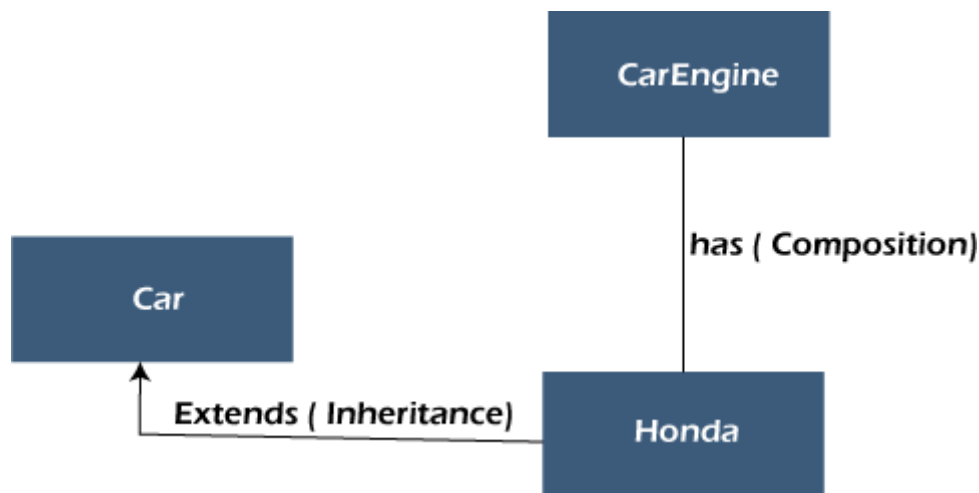 CarEngine
has ( Composition)
Car
Extends ( Inheritance)
Honda